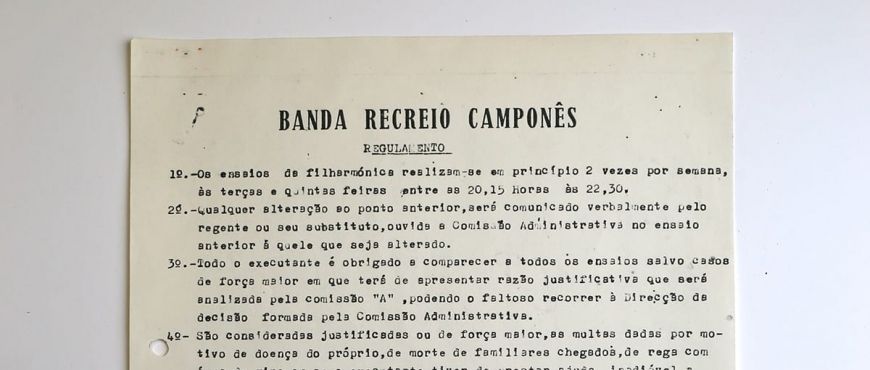 BANDA RECREIO CAMPONÊS
REGULAMENTO
1º.-Os ensaios da filharmónica realizam-se em princípio 2 vezes por semana,
às terças e quintas feiras entre as 20,15 horas às 22,30.
2º.-Qualquer alteração ao ponto anterior,será comunicado verbalmente pelo
regente ou seu substituto,ouvida a Comissão Administrativa no ensaio
anterior á quele que seja alterado.
3º.-Todo o executante é obrigado a comparecer a todos os ensaios salvo casos
de força maior em que terá de apresentar razão justificativa que será
analizada pela comissão "A" ,podendo o faltoso recorrer à Direcção da
decisão formada pela Comissão Administrativa.
4º- São consideradas justificadas ou de força maior,as multas dadas por mo-
tivo de doença do próprio,de morte de familiares chegados,de rega com